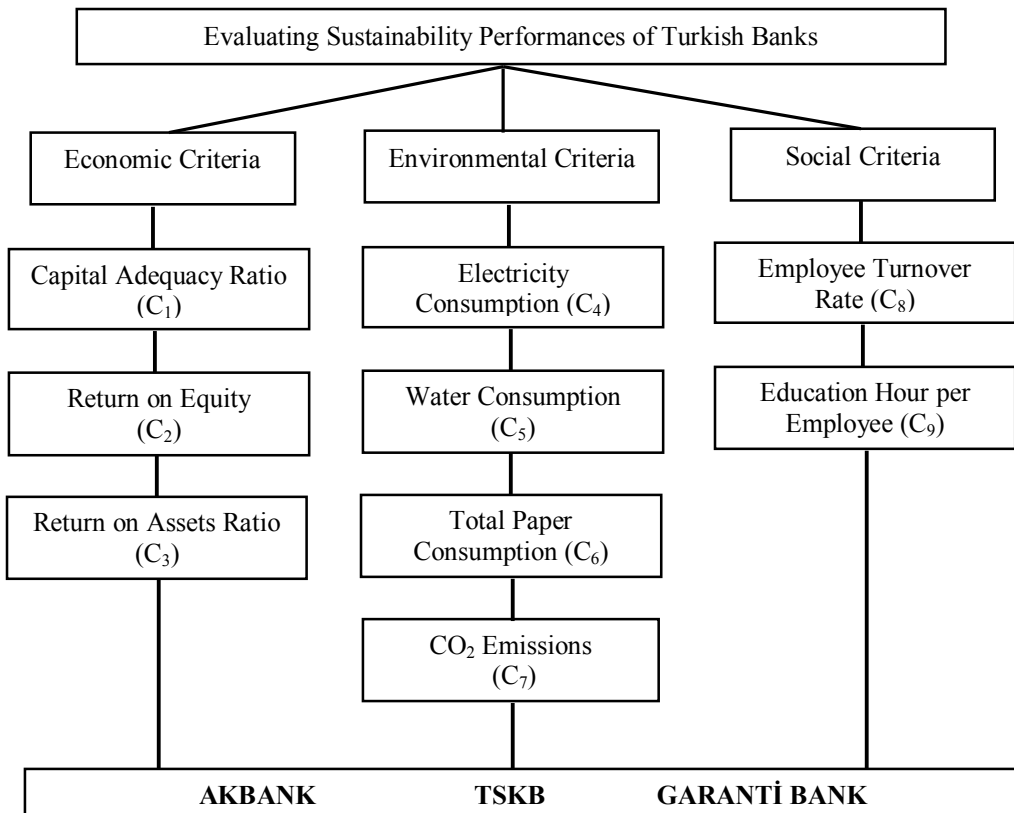 Evaluating Sustainability Performances of Turkish Banks
Economic Criteria
Environmental Criteria
Social Criteria
Capital Adequacy Ratio
(C₁)
Electricity
Consumption (C₄)
Employee Turnover
Rate (C₈)
Return on Equity
(C₂)
Water Consumption
(C₅)
Education Hour per
Employee (C₉)
Return on Assets Ratio
(C₃)
Total Paper
Consumption (C₆)
CO₂ Emissions
(C₇)
AKBANK TSKB GARANTİ BANK